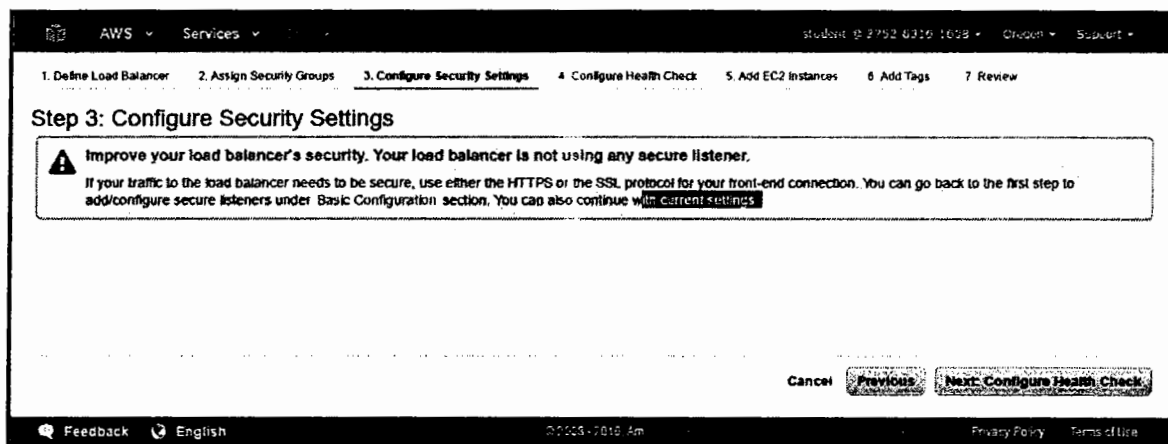 AWS Services
Oregon Support
1. Define Load Balancer 2. Assign Security Groups 3. Configure Security Settings 4. Configure Health Check 5. Add EC2 Instances 6. Add Tags 7. Review
Step 3: Configure Security Settings
Improve your load balancer's security. Your load balancer is not using any secure listener.
If your traffic to the load balancer needs to be secure, use either the HTTPS or the SSL protocol for your front-end connection. You can go back to the first step to
add/configure secure listeners under Basic Configuration section. You can also continue with current settings
Cancel Previous Next: Configure Health Check
Feedback English Privacy Policy Terms of Use